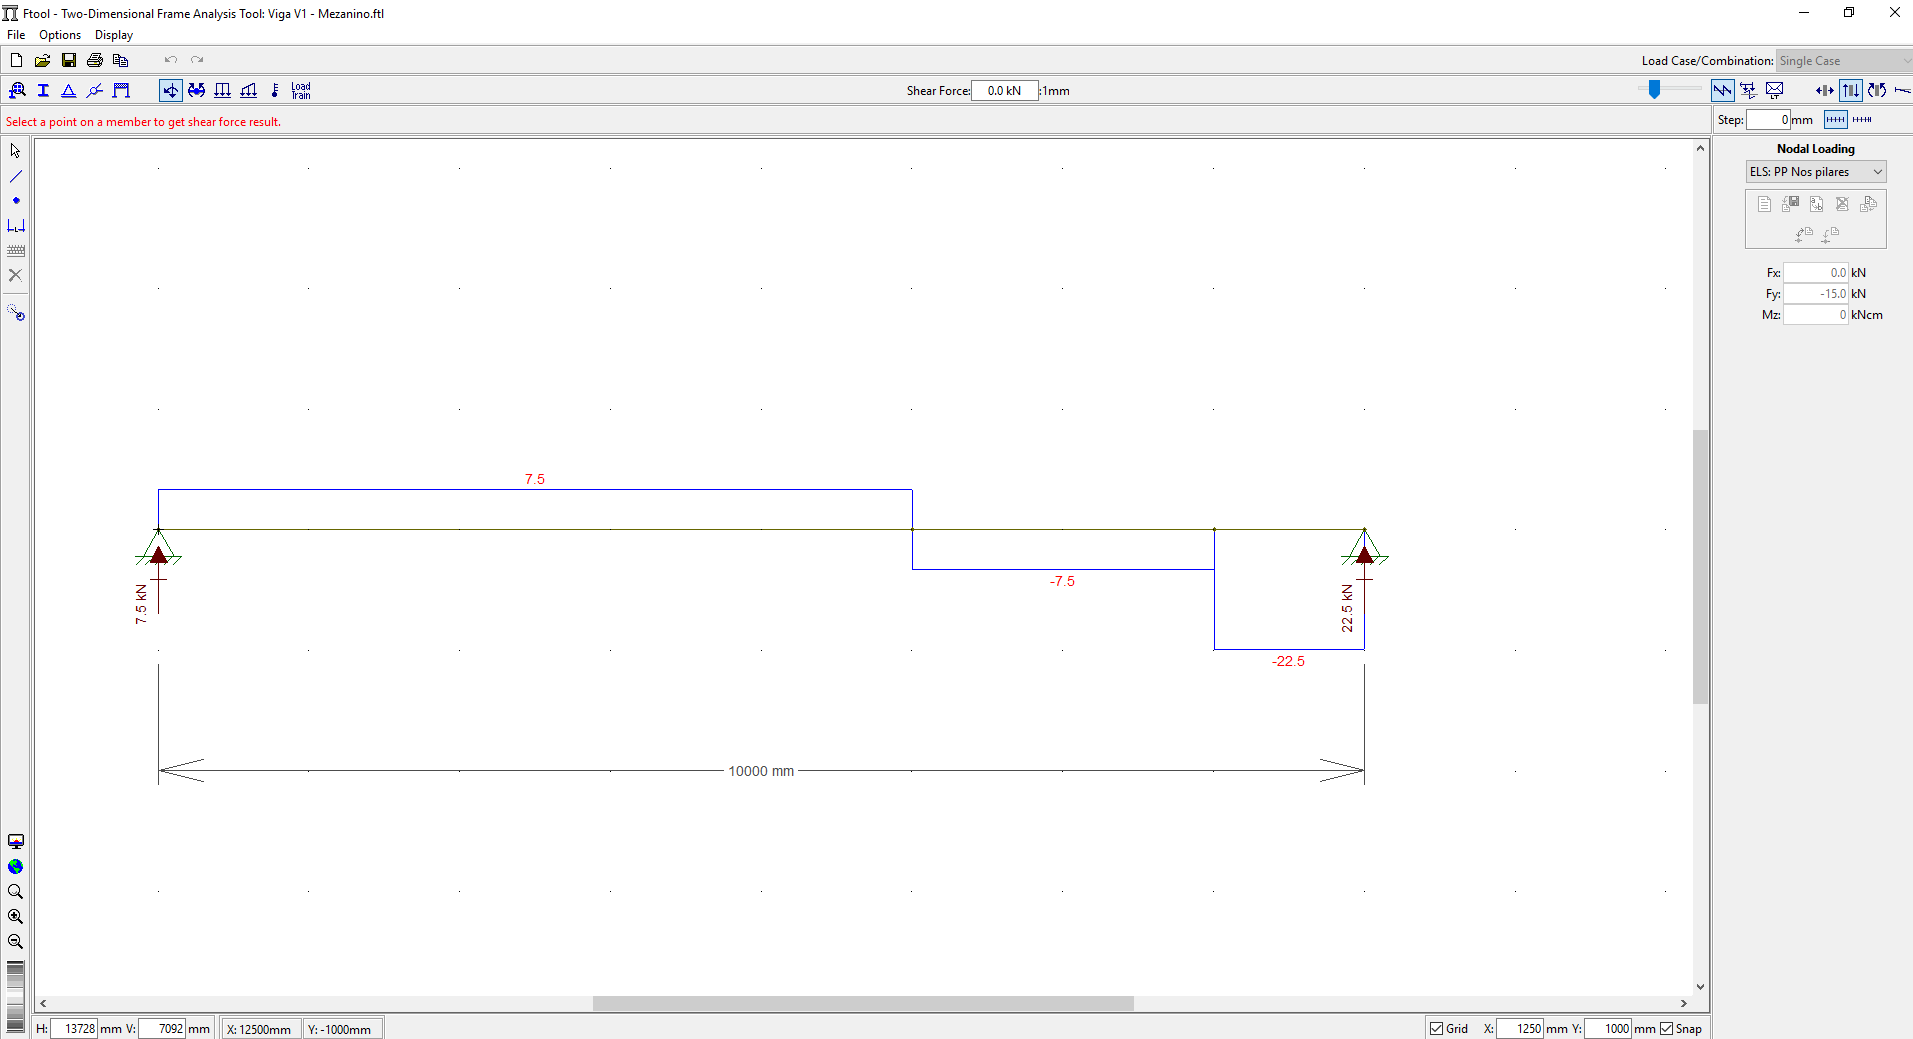 Ftool - Two-Dimensional Frame Analysis Tool: Viga V1 - Mezanino.ftl
File Options Display
Load Case/Combination: Single Case
Load Train
Shear Force: 0.0 kN :1mm
Select a point on a member to get shear force result.
Step: 0 mm
Nodal Loading
ELS: PP Nos pilares
Fx: 0.0 kN
Fy: -15.0 kN
Mz: 0 kNcm
7.5
-7.5
7.5 kN
22.5 kN
-22.5
10000 mm
H: 13728 mm V: 7092 mm X: 12500mm Y: -1000mm
Grid X: 1250 mm Y: 1000 mm Snap